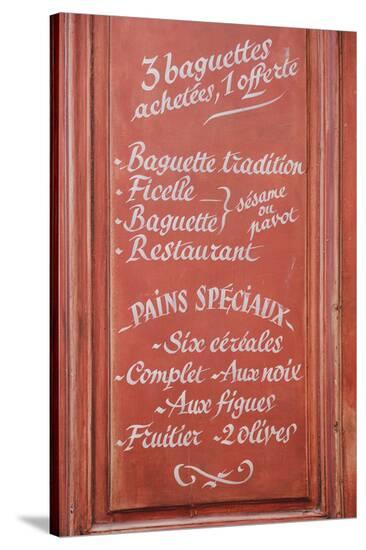 3 baguettes
achetées, 1 offerte
- Baguette tradition
- Ficelle
- Baguette } sésame ou pavot
- Restaurant
PAINS SPÉCIAUX
- Six céréales
- Complet - Aux noix
- Aux figues
- Fruitier - 2 olives